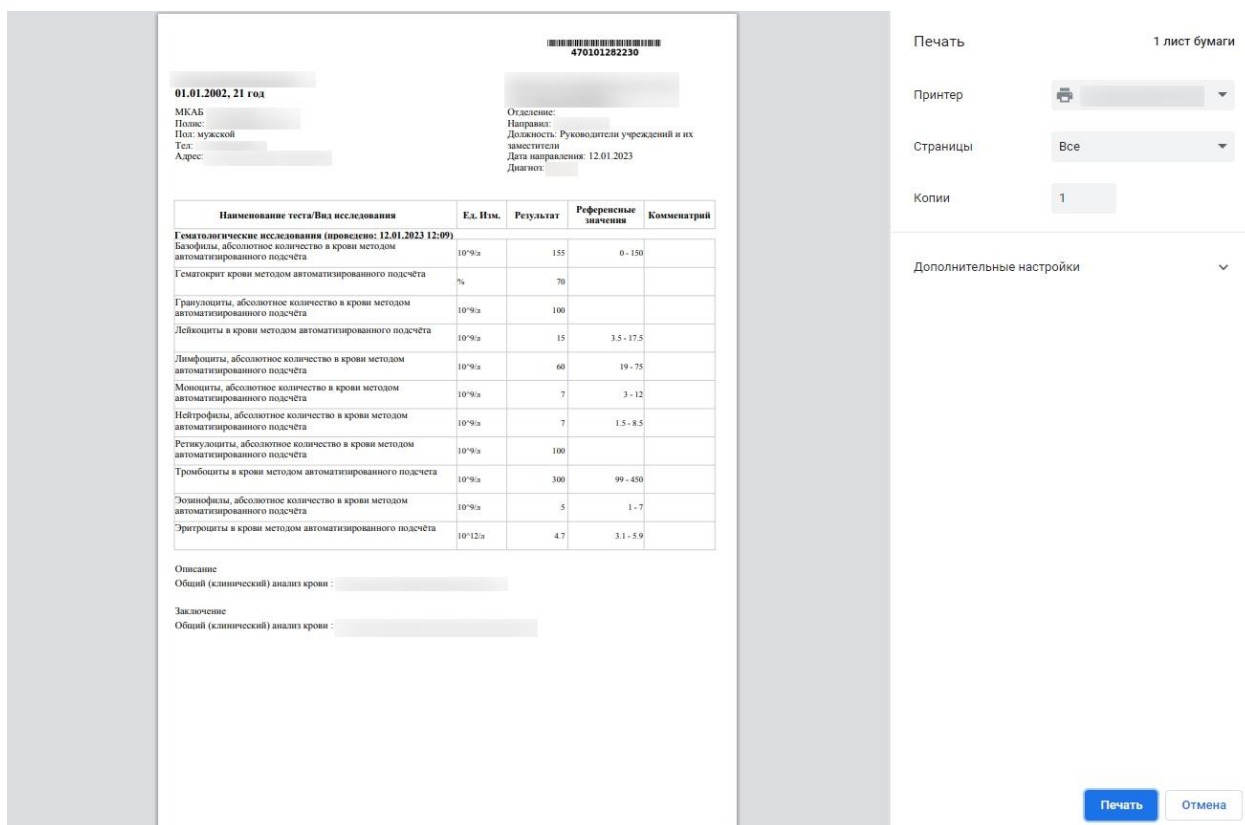 470101282230
01.01.2002, 21 год
МКАБ
Полис:
Пол: мужской
Тел:
Адрес:
Отделение:
Направил:
Должность: Руководители учреждений и их
заместители
Дата направления: 12.01.2023
Диагноз:
Наименование теста/Вид исследования Ед. Изм. Результат Референсные значения Комменатрий
Гематологические исследования (проведено: 12.01.2023 12:09)
Базофилы, абсолютное количество в крови методом
автоматизированного подсчёта 10^9/л 155 0 - 150
Гематокрит крови методом автоматизированного подсчёта % 70
Гранулоциты, абсолютное количество в крови методом
автоматизированного подсчёта 10^9/л 100
Лейкоциты в крови методом автоматизированного подсчёта 10^9/л 15 3.5 - 17.5
Лимфоциты, абсолютное количество в крови методом
автоматизированного подсчёта 10^9/л 60 19 - 75
Моноциты, абсолютное количество в крови методом
автоматизированного подсчёта 10^9/л 7 3 - 12
Нейтрофилы, абсолютное количество в крови методом
автоматизированного подсчёта 10^9/л 7 1.5 - 8.5
Ретикулоциты, абсолютное количество в крови методом
автоматизированного подсчёта 10^9/л 100
Тромбоциты в крови методом автоматизированного подсчета 10^9/л 300 99 - 450
Эозинофилы, абсолютное количество в крови методом
автоматизированного подсчёта 10^9/л 5 1 - 7
Эритроциты в крови методом автоматизированного подсчёта 10^12/л 4.7 3.1 - 5.9
Описание
Общий (клинический) анализ крови :
Заключение
Общий (клинический) анализ крови :
Печать 1 лист бумаги
Принтер
Страницы Все
Копии 1
Дополнительные настройки
Печать Отмена